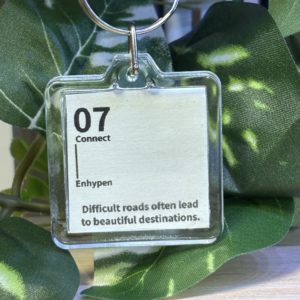 07
Connect
Enhypen
Difficult roads often lead
to beautiful destinations.